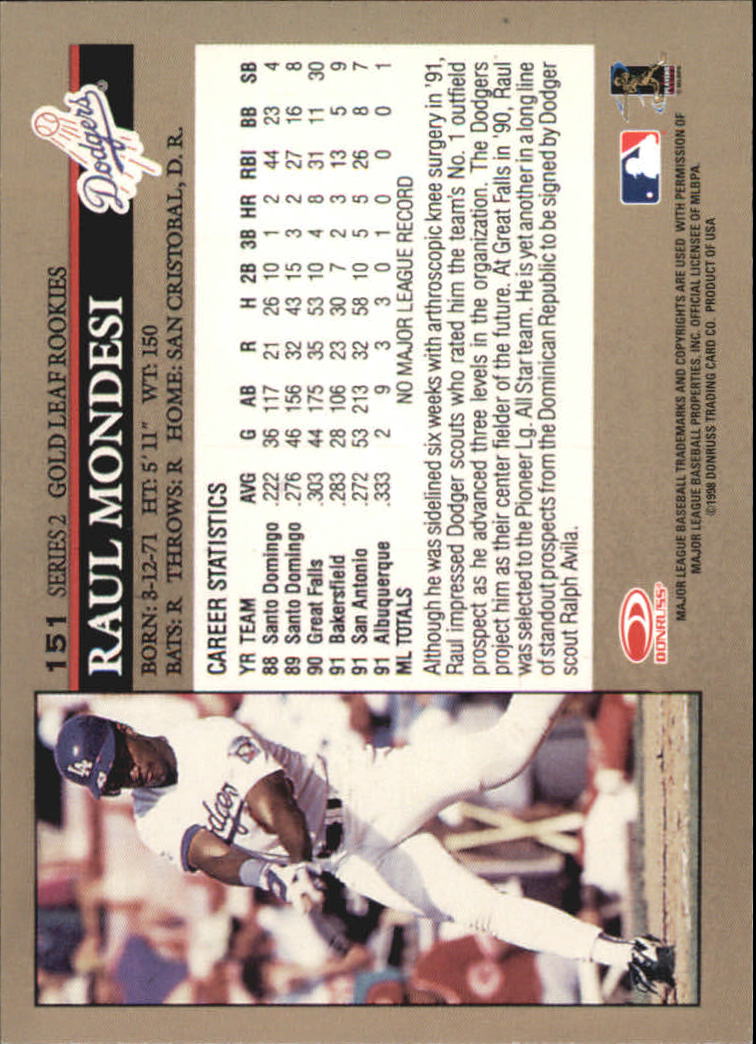 151 SERIES 2 GOLD LEAF ROOKIES
RAUL MONDESI
Dodgers
BORN: 3-12-71 HT: 5' 11" WT: 150
BATS: R THROWS: R HOME: SAN CRISTOBAL, D. R.
CAREER STATISTICS
YR TEAM AVG G AB R H 2B 3B HR RBI BB SB
88 Santo Domingo .222 36 117 21 26 10 1 2 44 23 4
89 Santo Domingo .276 46 156 32 43 15 3 2 27 16 8
90 Great Falls .303 44 175 35 53 10 4 8 31 11 30
91 Bakersfield .283 28 106 23 30 7 2 3 13 5 9
91 San Antonio .272 53 213 32 58 10 5 5 26 8 7
91 Albuquerque .333 2 9 3 3 0 1 0 0 0 1
ML TOTALS NO MAJOR LEAGUE RECORD
Although he was sidelined six weeks with arthroscopic knee surgery in '91,
Raul impressed Dodger scouts who rated him the team's No. 1 outfield
prospect as he advanced three levels in the organization. The Dodgers
project him as their center fielder of the future. At Great Falls in '90, Raul
was selected to the Pioneer Lg. All Star team. He is yet another in a long line
of standout prospects from the Dominican Republic to be signed by Dodger
scout Ralph Avila.
DONRUSS
MAJOR LEAGUE BASEBALL TRADEMARKS AND COPYRIGHTS ARE USED WITH PERMISSION OF
MAJOR LEAGUE BASEBALL PROPERTIES, INC. OFFICIAL LICENSEE OF MLBPA.
©1998 DONRUSS TRADING CARD CO. PRODUCT OF USA
LA